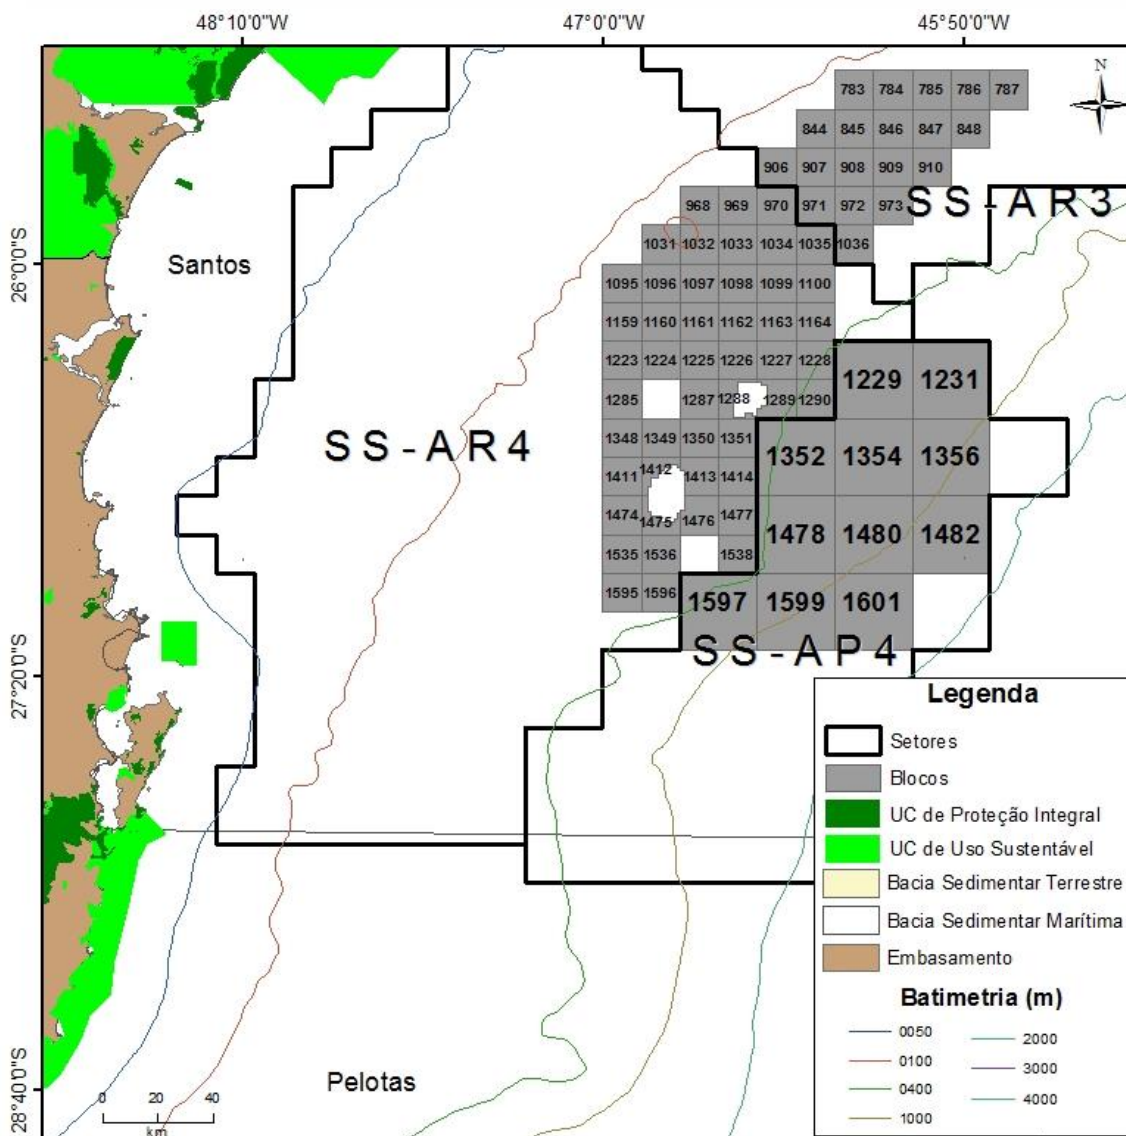 48°10'0"W 47°0'0"W 45°50'0"W
N
783 784 785 786 787
844 845 846 847 848
906 907 908 909 910
968 969 970 971 972 973
SS-AR3
1031 1032 1033 1034 1035 1036
26°0'0"S
Santos
1095 1096 1097 1098 1099 1100
1159 1160 1161 1162 1163 1164
1223 1224 1225 1226 1227 1228
1229 1231
1285 1287 1288 1289 1290
SS-AR4
1348 1349 1350 1351
1352 1354 1356
1411 1412 1413 1414
1474 1475 1476 1477
1478 1480 1482
1535 1536 1538
1595 1596
1597 1599 1601
SS-AP4
27°20'0"S
Legenda
Setores
Blocos
UC de Proteção Integral
UC de Uso Sustentável
Bacia Sedimentar Terrestre
Bacia Sedimentar Marítima
Embasamento
Batimetria (m)
0050 2000
0100 3000
0400 4000
1000
Pelotas
28°40'0"S
0 20 40
km